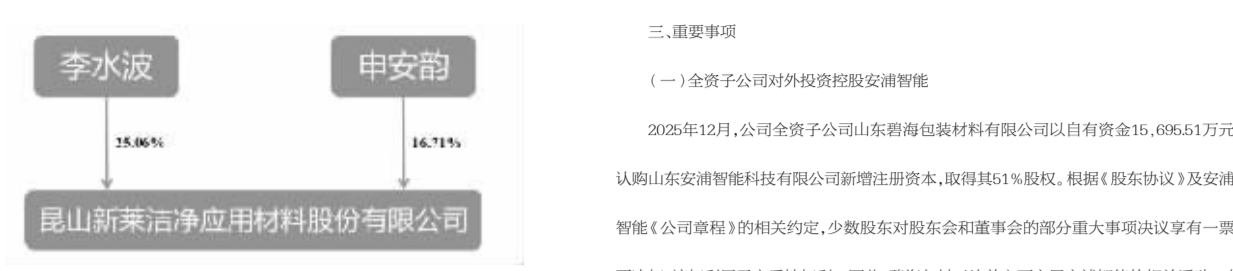 李水波
申安韵
25.06%
16.71%
昆山新莱洁净应用材料股份有限公司
三、重要事项
(一)全资子公司对外投资控股安浦智能
2025年12月,公司全资子公司山东碧海包装材料有限公司以自有资金15,695.51万元
认购山东安浦智能科技有限公司新增注册资本,取得其51%股权。根据《股东协议》及安浦
智能《公司章程》的相关约定,少数股东对股东会和董事会的部分重大事项决议享有一票